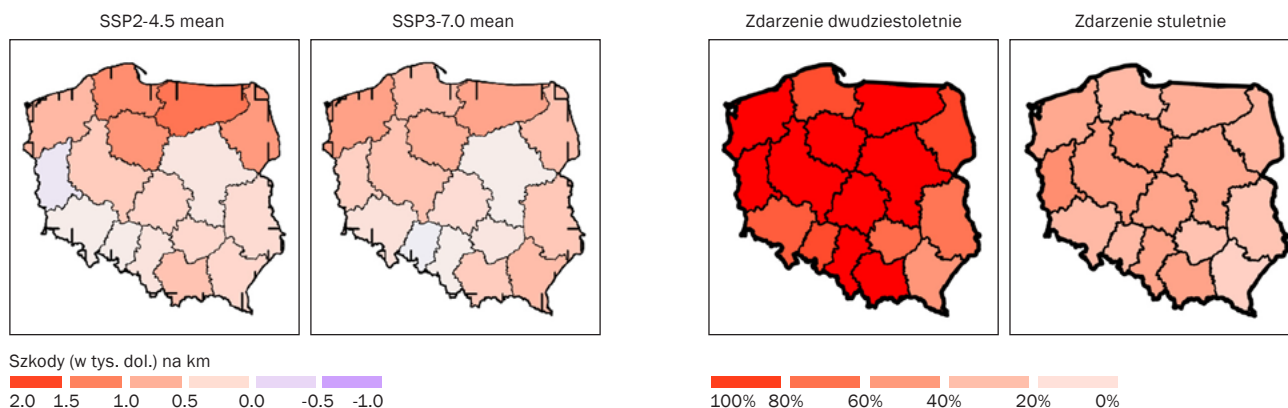 SSP2-4.5 mean
SSP3-7.0 mean
Zdarzenie dwudziestoletnie
Zdarzenie stuletnie
Szkody (w tys. dol.) na km
2.0 1.5 1.0 0.5 0.0 -0.5 -1.0
100% 80% 60% 40% 20% 0%